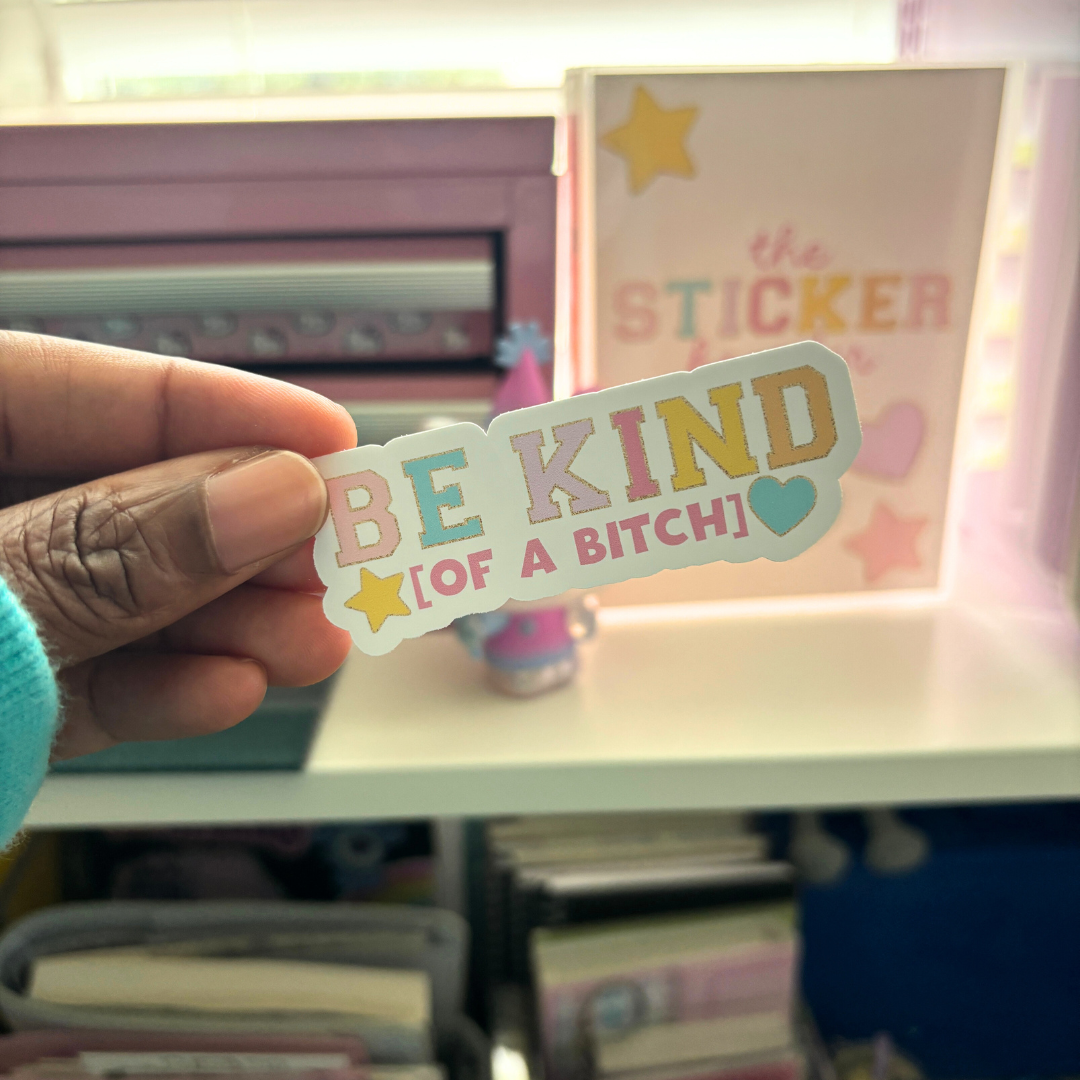 the
STICKER
BE KIND
[OF A BITCH]